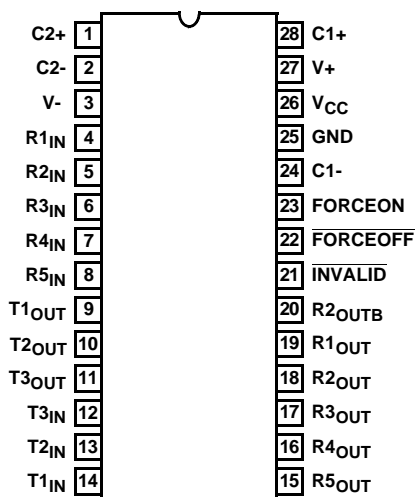 C2+ 1 28 C1+
C2- 2 27 V+
V- 3 26 VCC
R1IN 4 25 GND
R2IN 5 24 C1-
R3IN 6 23 FORCEON
R4IN 7 22 FORCEOFF
R5IN 8 21 INVALID
T1OUT 9 20 R2OUTB
T2OUT 10 19 R1OUT
T3OUT 11 18 R2OUT
T3IN 12 17 R3OUT
T2IN 13 16 R4OUT
T1IN 14 15 R5OUT